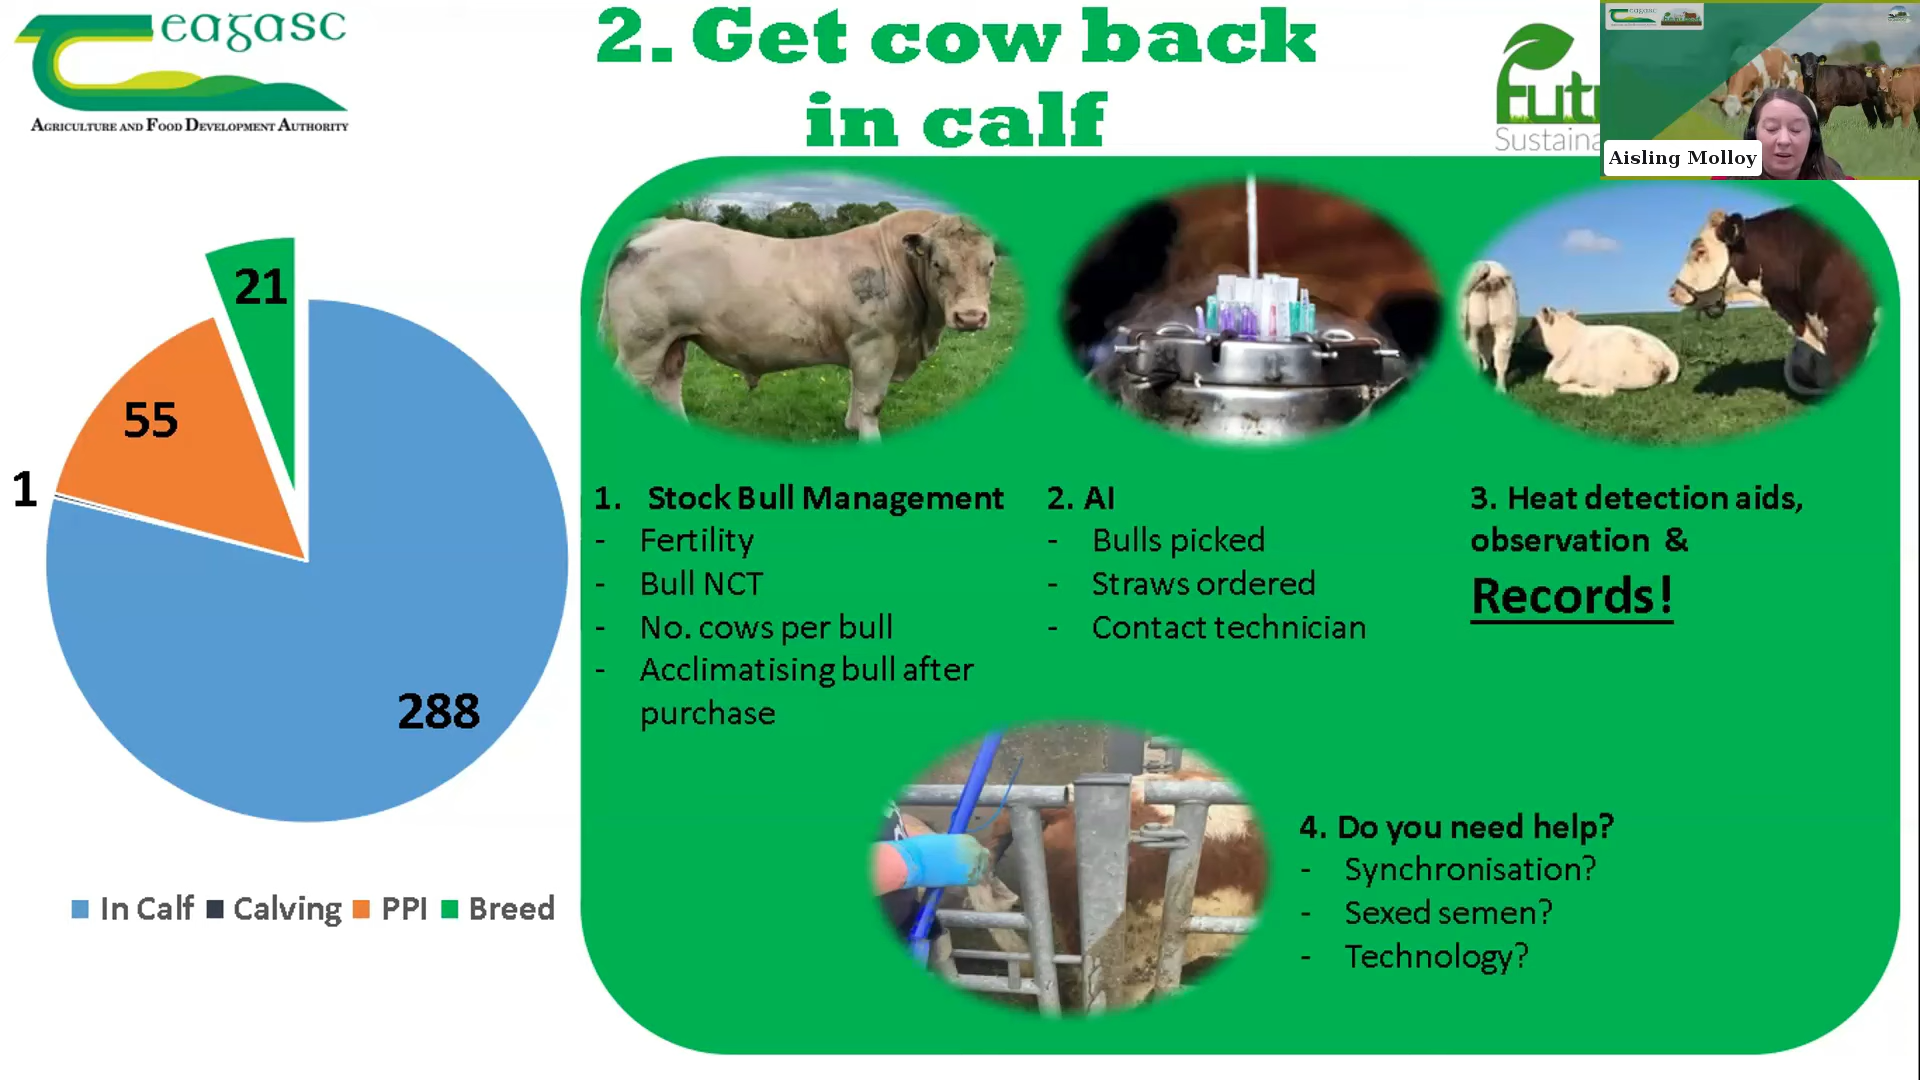 eagasc
AGRICULTURE AND FOOD DEVELOPMENT AUTHORITY
2. Get cow back
in calf
Sustaina
Aisling Molloy
21
55
1
288
In Calf Calving PPI Breed
1. Stock Bull Management
- Fertility
- Bull NCT
- No. cows per bull
- Acclimatising bull after
purchase
2. AI
- Bulls picked
- Straws ordered
- Contact technician
3. Heat detection aids,
observation &
Records!
4. Do you need help?
- Synchronisation?
- Sexed semen?
- Technology?